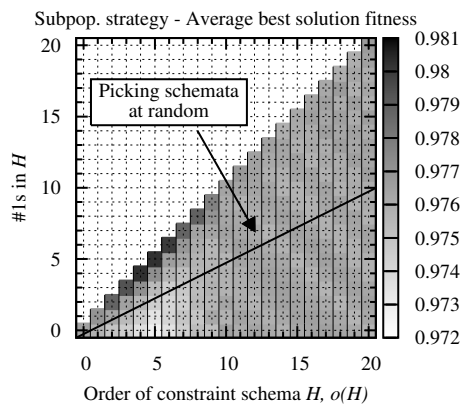 Subpop. strategy - Average best solution fitness
20
15
10
5
0
#1s in H
Picking schemata
at random
0 5 10 15 20
Order of constraint schema H, o(H)
0.981
0.98
0.979
0.978
0.977
0.976
0.975
0.974
0.973
0.972